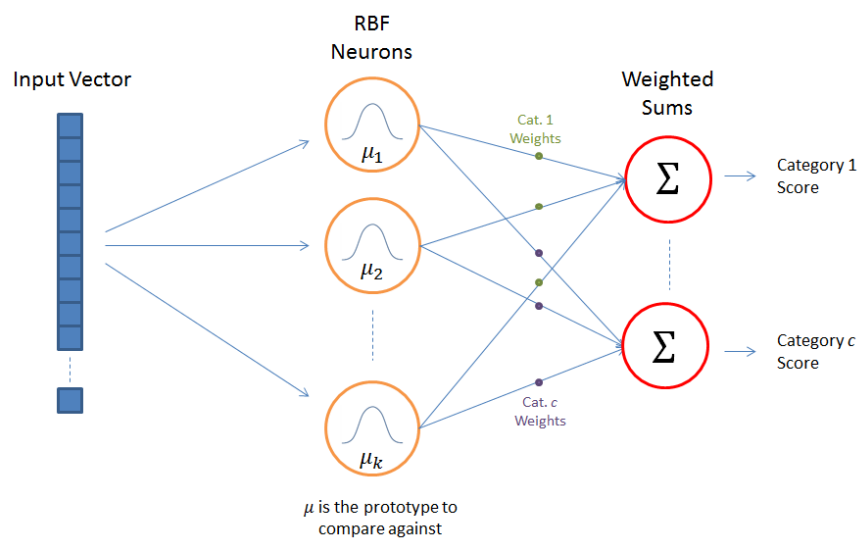 RBF
Neurons
Input Vector
Weighted
Sums
Cat. 1
Weights
μ₁
Σ
Category 1
Score
μ₂
Σ
Category c
Score
Cat. c
Weights
μₖ
μ is the prototype to
compare against